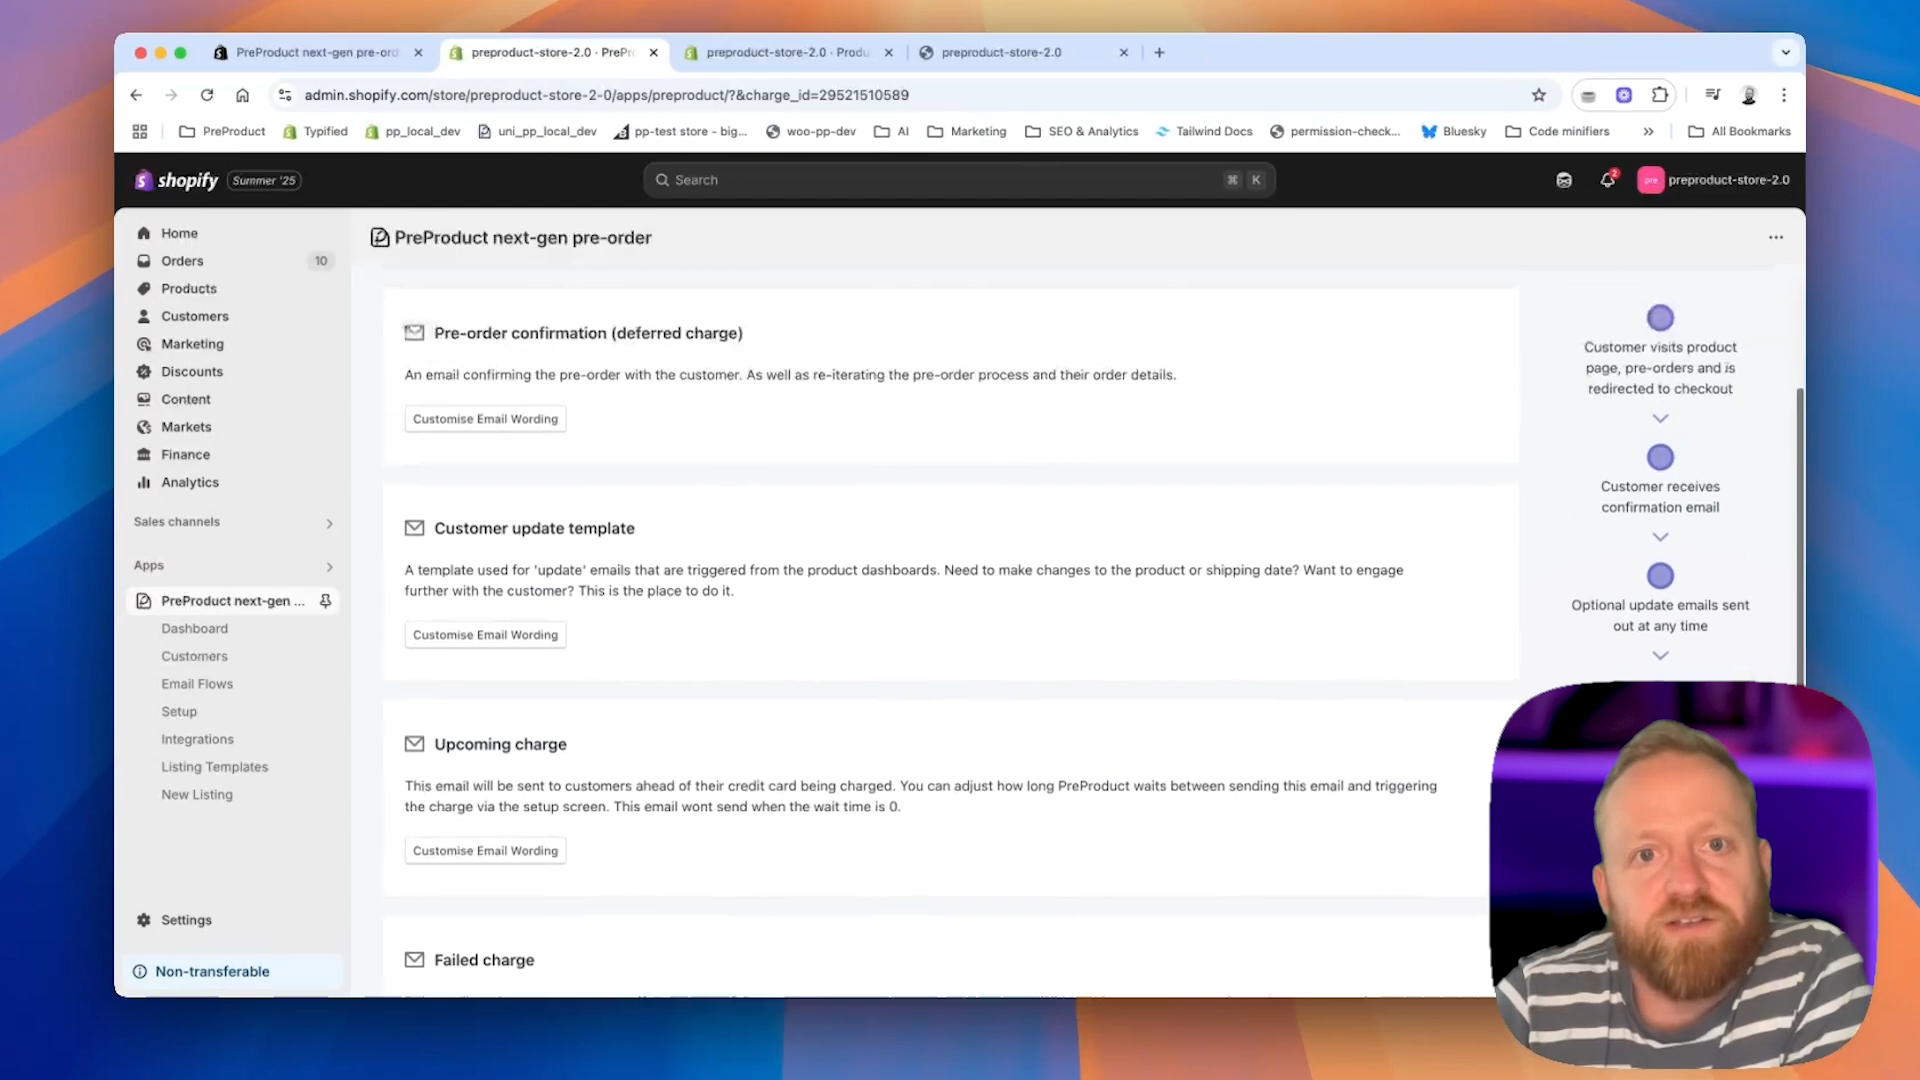 PreProduct next-gen pre-ord
preproduct-store-2.0 · PrePr
preproduct-store-2.0 · Produ
preproduct-store-2.0
admin.shopify.com/store/preproduct-store-2-0/apps/preproduct/?&charge_id=29521510589
PreProduct
Typified
pp_local_dev
uni_pp_local_dev
pp-test store - big...
woo-pp-dev
AI
Marketing
SEO & Analytics
Tailwind Docs
permission-check...
Bluesky
Code minifiers
All Bookmarks
shopify
Summer '25
Search
⌘ K
2
pre
preproduct-store-2.0
Home
Orders 10
Products
Customers
Marketing
Discounts
Content
Markets
Finance
Analytics
Sales channels
Apps
PreProduct next-gen ...
Dashboard
Customers
Email Flows
Setup
Integrations
Listing Templates
New Listing
Settings
Non-transferable
PreProduct next-gen pre-order
Pre-order confirmation (deferred charge)
An email confirming the pre-order with the customer. As well as re-iterating the pre-order process and their order details.
Customise Email Wording
Customer update template
A template used for 'update' emails that are triggered from the product dashboards. Need to make changes to the product or shipping date? Want to engage
further with the customer? This is the place to do it.
Customise Email Wording
Upcoming charge
This email will be sent to customers ahead of their credit card being charged. You can adjust how long PreProduct waits between sending this email and triggering
the charge via the setup screen. This email wont send when the wait time is 0.
Customise Email Wording
Failed charge
Customer visits product
page, pre-orders and is
redirected to checkout
Customer receives
confirmation email
Optional update emails sent
out at any time